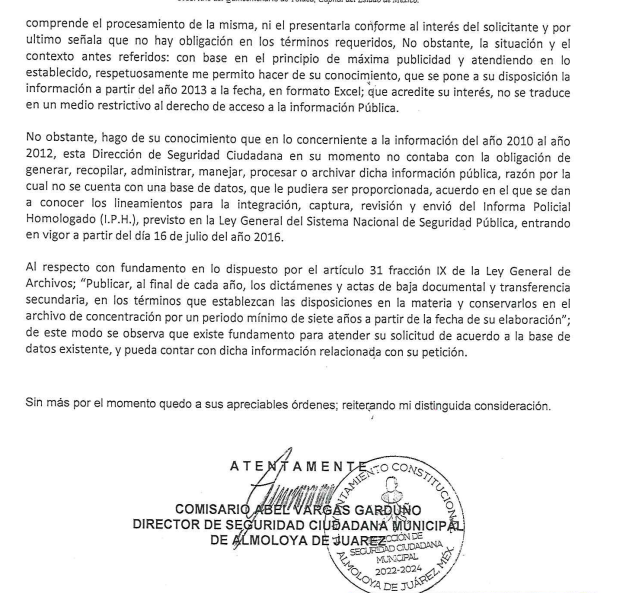 comprende el procesamiento de la misma, ni el presentarla conforme al interés del solicitante y por
ultimo señala que no hay obligación en los términos requeridos, No obstante, la situación y el
contexto antes referidos: con base en el principio de máxima publicidad y atendiendo en lo
establecido, respetuosamente me permito hacer de su conocimiento, que se pone a su disposición la
información a partir del año 2013 a la fecha, en formato Excel; que acredite su interés, no se traduce
en un medio restrictivo al derecho de acceso a la información Pública.
No obstante, hago de su conocimiento que en lo concerniente a la información del año 2010 al año
2012, esta Dirección de Seguridad Ciudadana en su momento no contaba con la obligación de
generar, recopilar, administrar, manejar, procesar o archivar dicha información pública, razón por la
cual no se cuenta con una base de datos, que le pudiera ser proporcionada, acuerdo en el que se dan
a conocer los lineamientos para la integración, captura, revisión y envió del Informa Policial
Homologado (I.P.H.), previsto en la Ley General del Sistema Nacional de Seguridad Pública, entrando
en vigor a partir del día 16 de julio del año 2016.
Al respecto con fundamento en lo dispuesto por el artículo 31 fracción IX de la Ley General de
Archivos; “Publicar, al final de cada año, los dictámenes y actas de baja documental y transferencia
secundaria, en los términos que establezcan las disposiciones en la materia y conservarlos en el
archivo de concentración por un periodo mínimo de siete años a partir de la fecha de su elaboración”;
de este modo se observa que existe fundamento para atender su solicitud de acuerdo a la base de
datos existente, y pueda contar con dicha información relacionada con su petición.
Sin más por el momento quedo a sus apreciables órdenes; reiterando mi distinguida consideración.
ATENTAMENTE
COMISARIO ABEL VARGAS GARDUÑO
DIRECTOR DE SEGURIDAD CIUDADANA MUNICIPAL
DE ALMOLOYA DE JUAREZ
AYUNTAMIENTO CONSTITUCIONAL
DIRECCIÓN DE
SEGURIDAD CIUDADANA
MUNICIPAL
2022-2024
ALMOLOYA DE JUÁREZ, MÉX